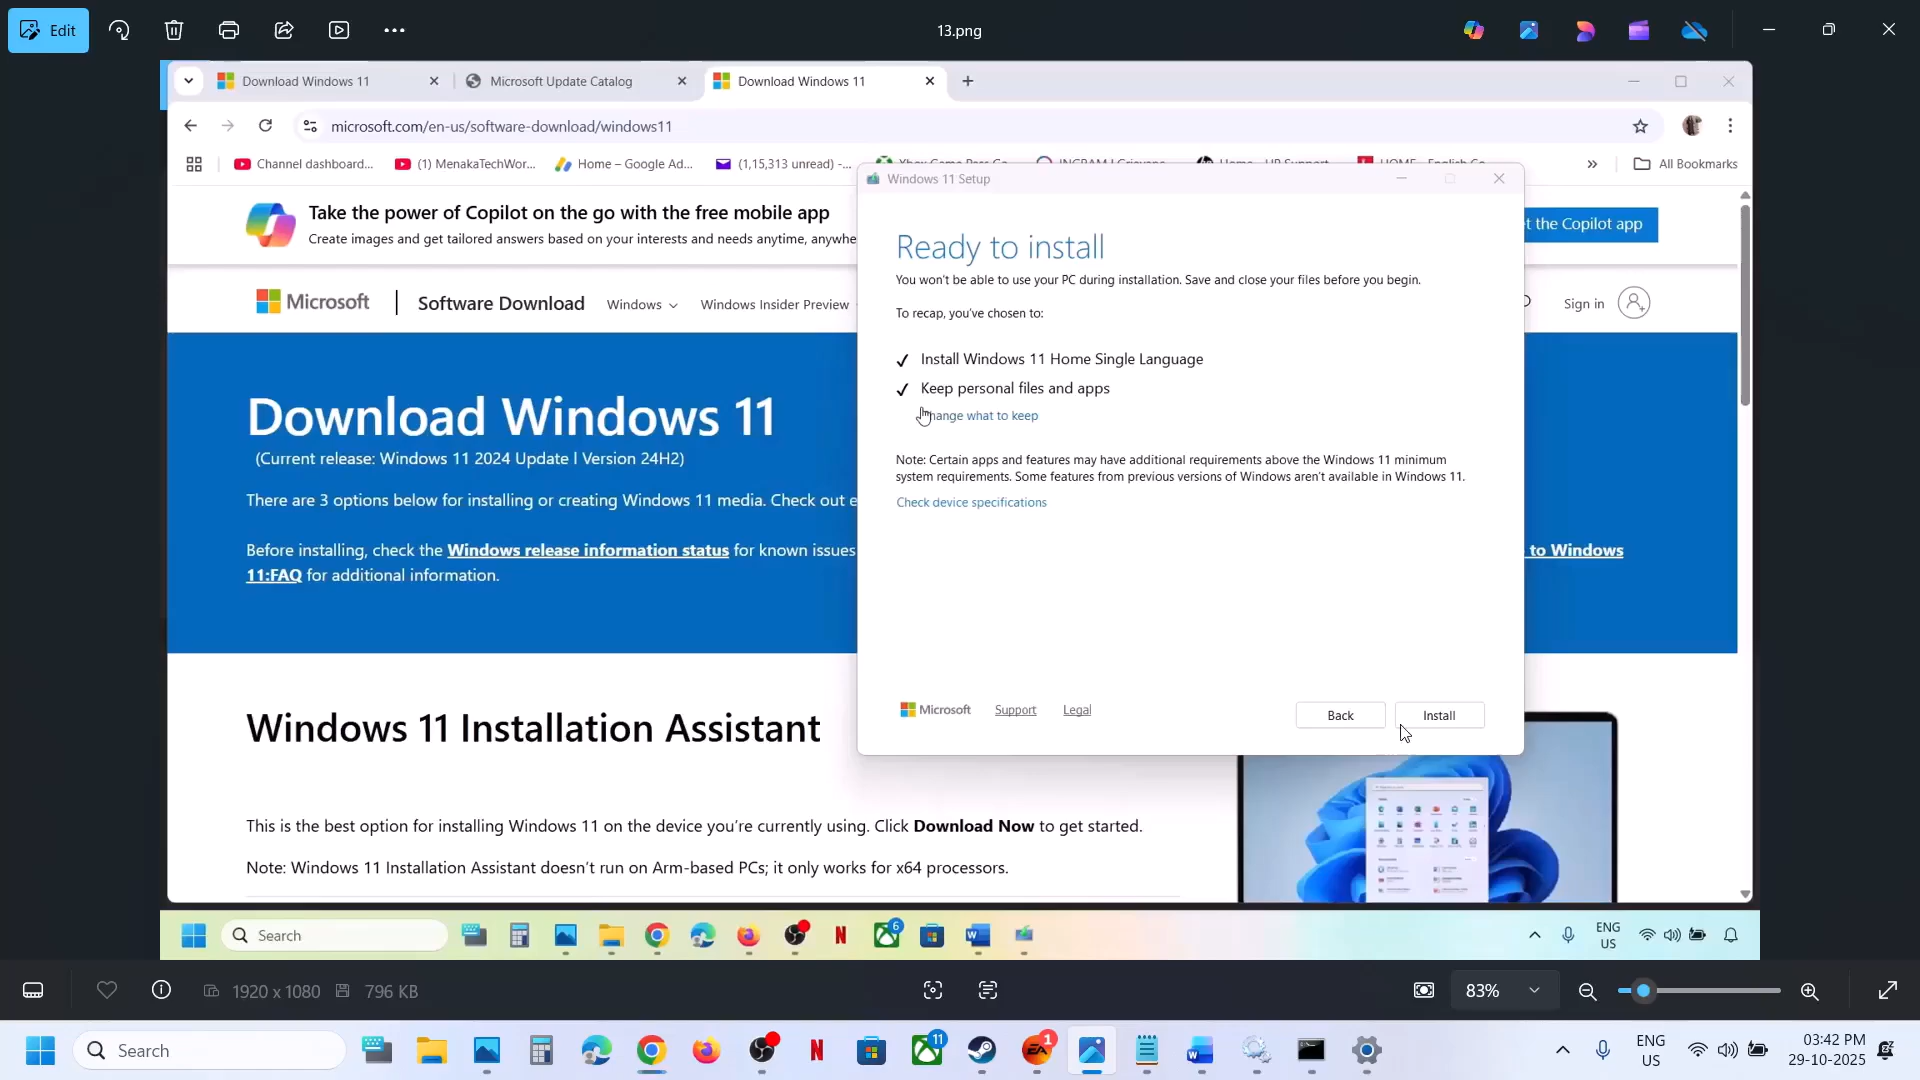 Edit
13.png
Download Windows 11
Microsoft Update Catalog
Download Windows 11
microsoft.com/en-us/software-download/windows11
Channel dashboard...
(1) MenakaTechWor...
Home – Google Ad...
(1,15,313 unread) -...
All Bookmarks
Windows 11 Setup
Take the power of Copilot on the go with the free mobile app
Create images and get tailored answers based on your interests and needs anytime, anywhe
t the Copilot app
Microsoft
Software Download
Windows
Windows Insider Preview
Sign in
Download Windows 11
(Current release: Windows 11 2024 Update l Version 24H2)
There are 3 options below for installing or creating Windows 11 media. Check out e
Before installing, check the Windows release information status for known issues
to Windows
11:FAQ for additional information.
Ready to install
You won't be able to use your PC during installation. Save and close your files before you begin.
To recap, you've chosen to:
Install Windows 11 Home Single Language
Keep personal files and apps
hange what to keep
Note: Certain apps and features may have additional requirements above the Windows 11 minimum
system requirements. Some features from previous versions of Windows aren't available in Windows 11.
Check device specifications
Microsoft
Support
Legal
Back
Install
Windows 11 Installation Assistant
This is the best option for installing Windows 11 on the device you're currently using. Click Download Now to get started.
Note: Windows 11 Installation Assistant doesn't run on Arm-based PCs; it only works for x64 processors.
Search
6
ENG
US
1920 x 1080
796 KB
83%
Search
11
1
ENG
US
03:42 PM
29-10-2025